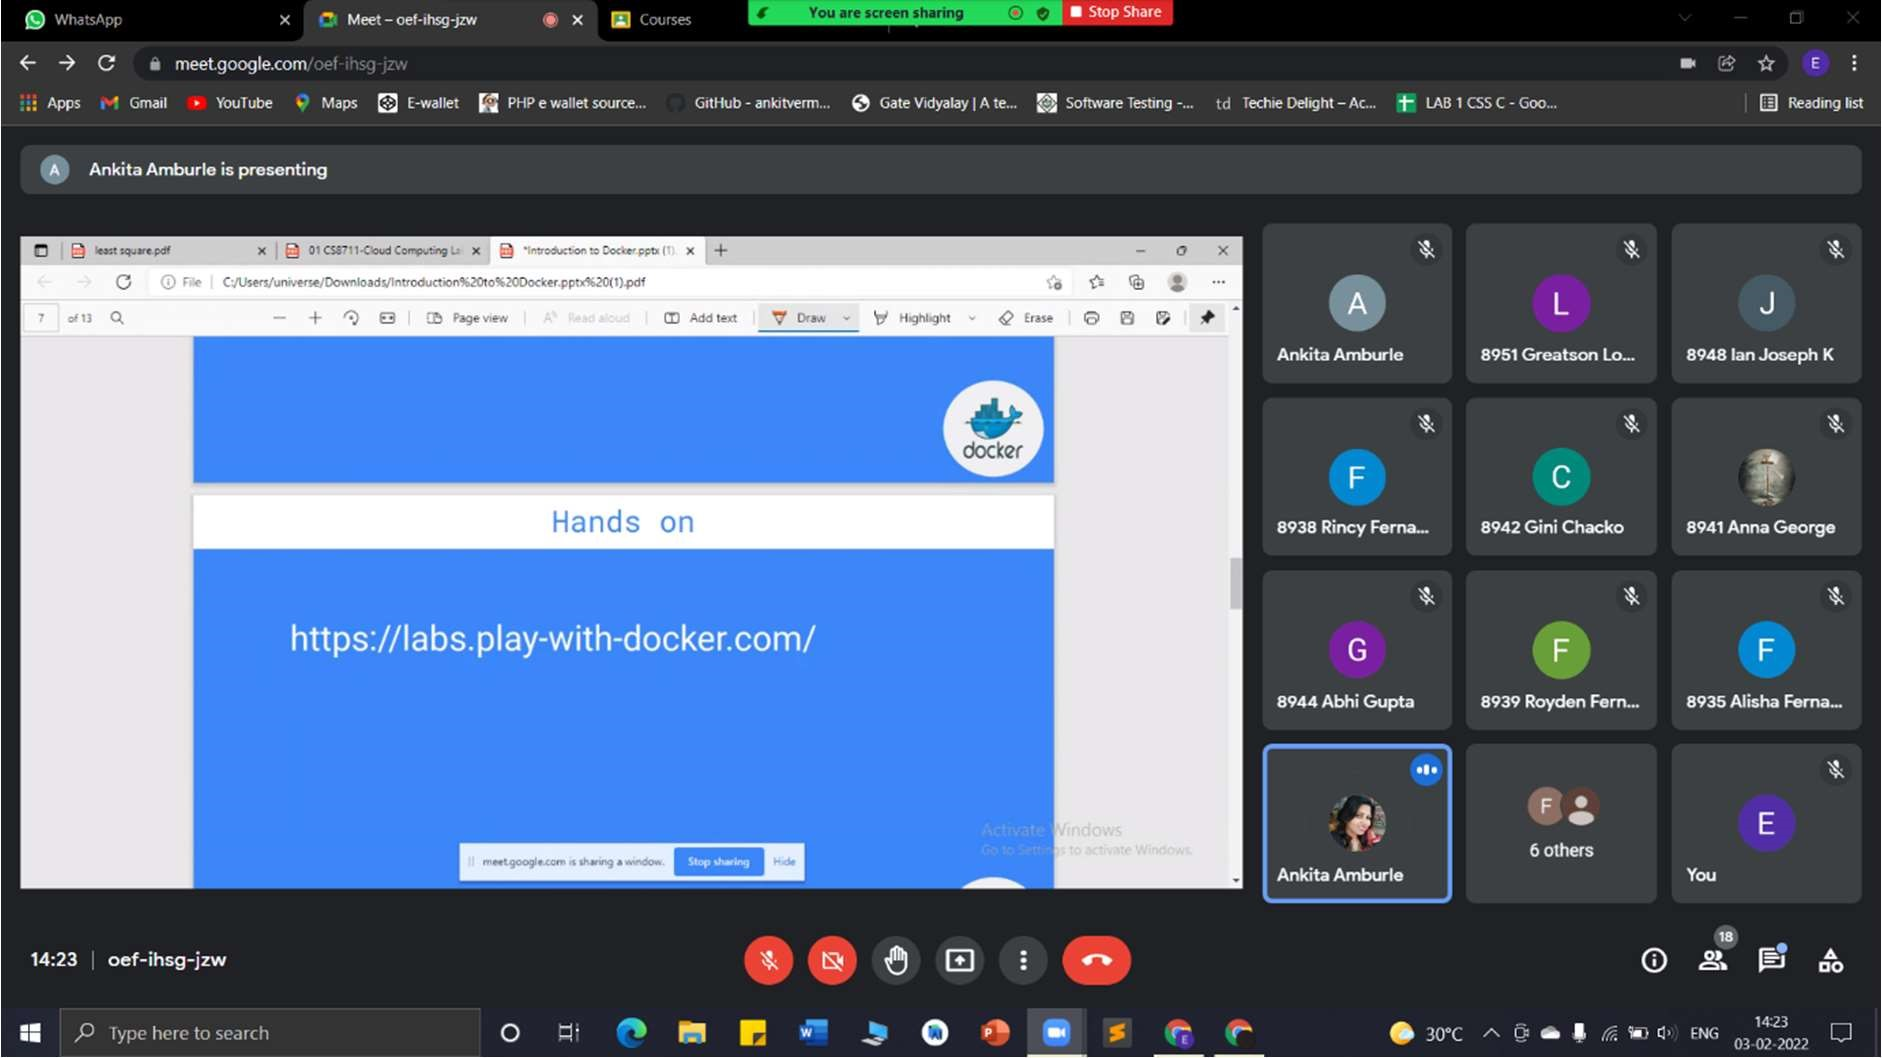 WhatsApp
Meet – oef-ihsg-jzw
Courses
You are screen sharing
Stop Share
meet.google.com/oef-ihsg-jzw
E
Apps
Gmail
YouTube
Maps
E-wallet
PHP e wallet source...
GitHub - ankitverm...
Gate Vidyalay | A te...
Software Testing -...
td Techie Delight – Ac...
LAB 1 CSS C - Goo...
Reading list
A
Ankita Amburle is presenting
least square.pdf
01 CS8711-Cloud Computing La
*Introduction to Docker.pptx (1).
File
C:/Users/universe/Downloads/Introduction%20to%20Docker.pptx%20(1).pdf
7 of 13
Page view
Read aloud
Add text
Draw
Highlight
Erase
docker
Hands on
https://labs.play-with-docker.com/
Activate Windows
Go to Settings to activate Windows.
meet.google.com is sharing a window.
Stop sharing
Hide
A
Ankita Amburle
L
8951 Greatson Lo...
J
8948 Ian Joseph K
F
8938 Rincy Ferna...
C
8942 Gini Chacko
8941 Anna George
G
8944 Abhi Gupta
F
8939 Royden Fern...
F
8935 Alisha Ferna...
Ankita Amburle
F
6 others
E
You
14:23 | oef-ihsg-jzw
18
Type here to search
30°C
ENG
14:23
03-02-2022